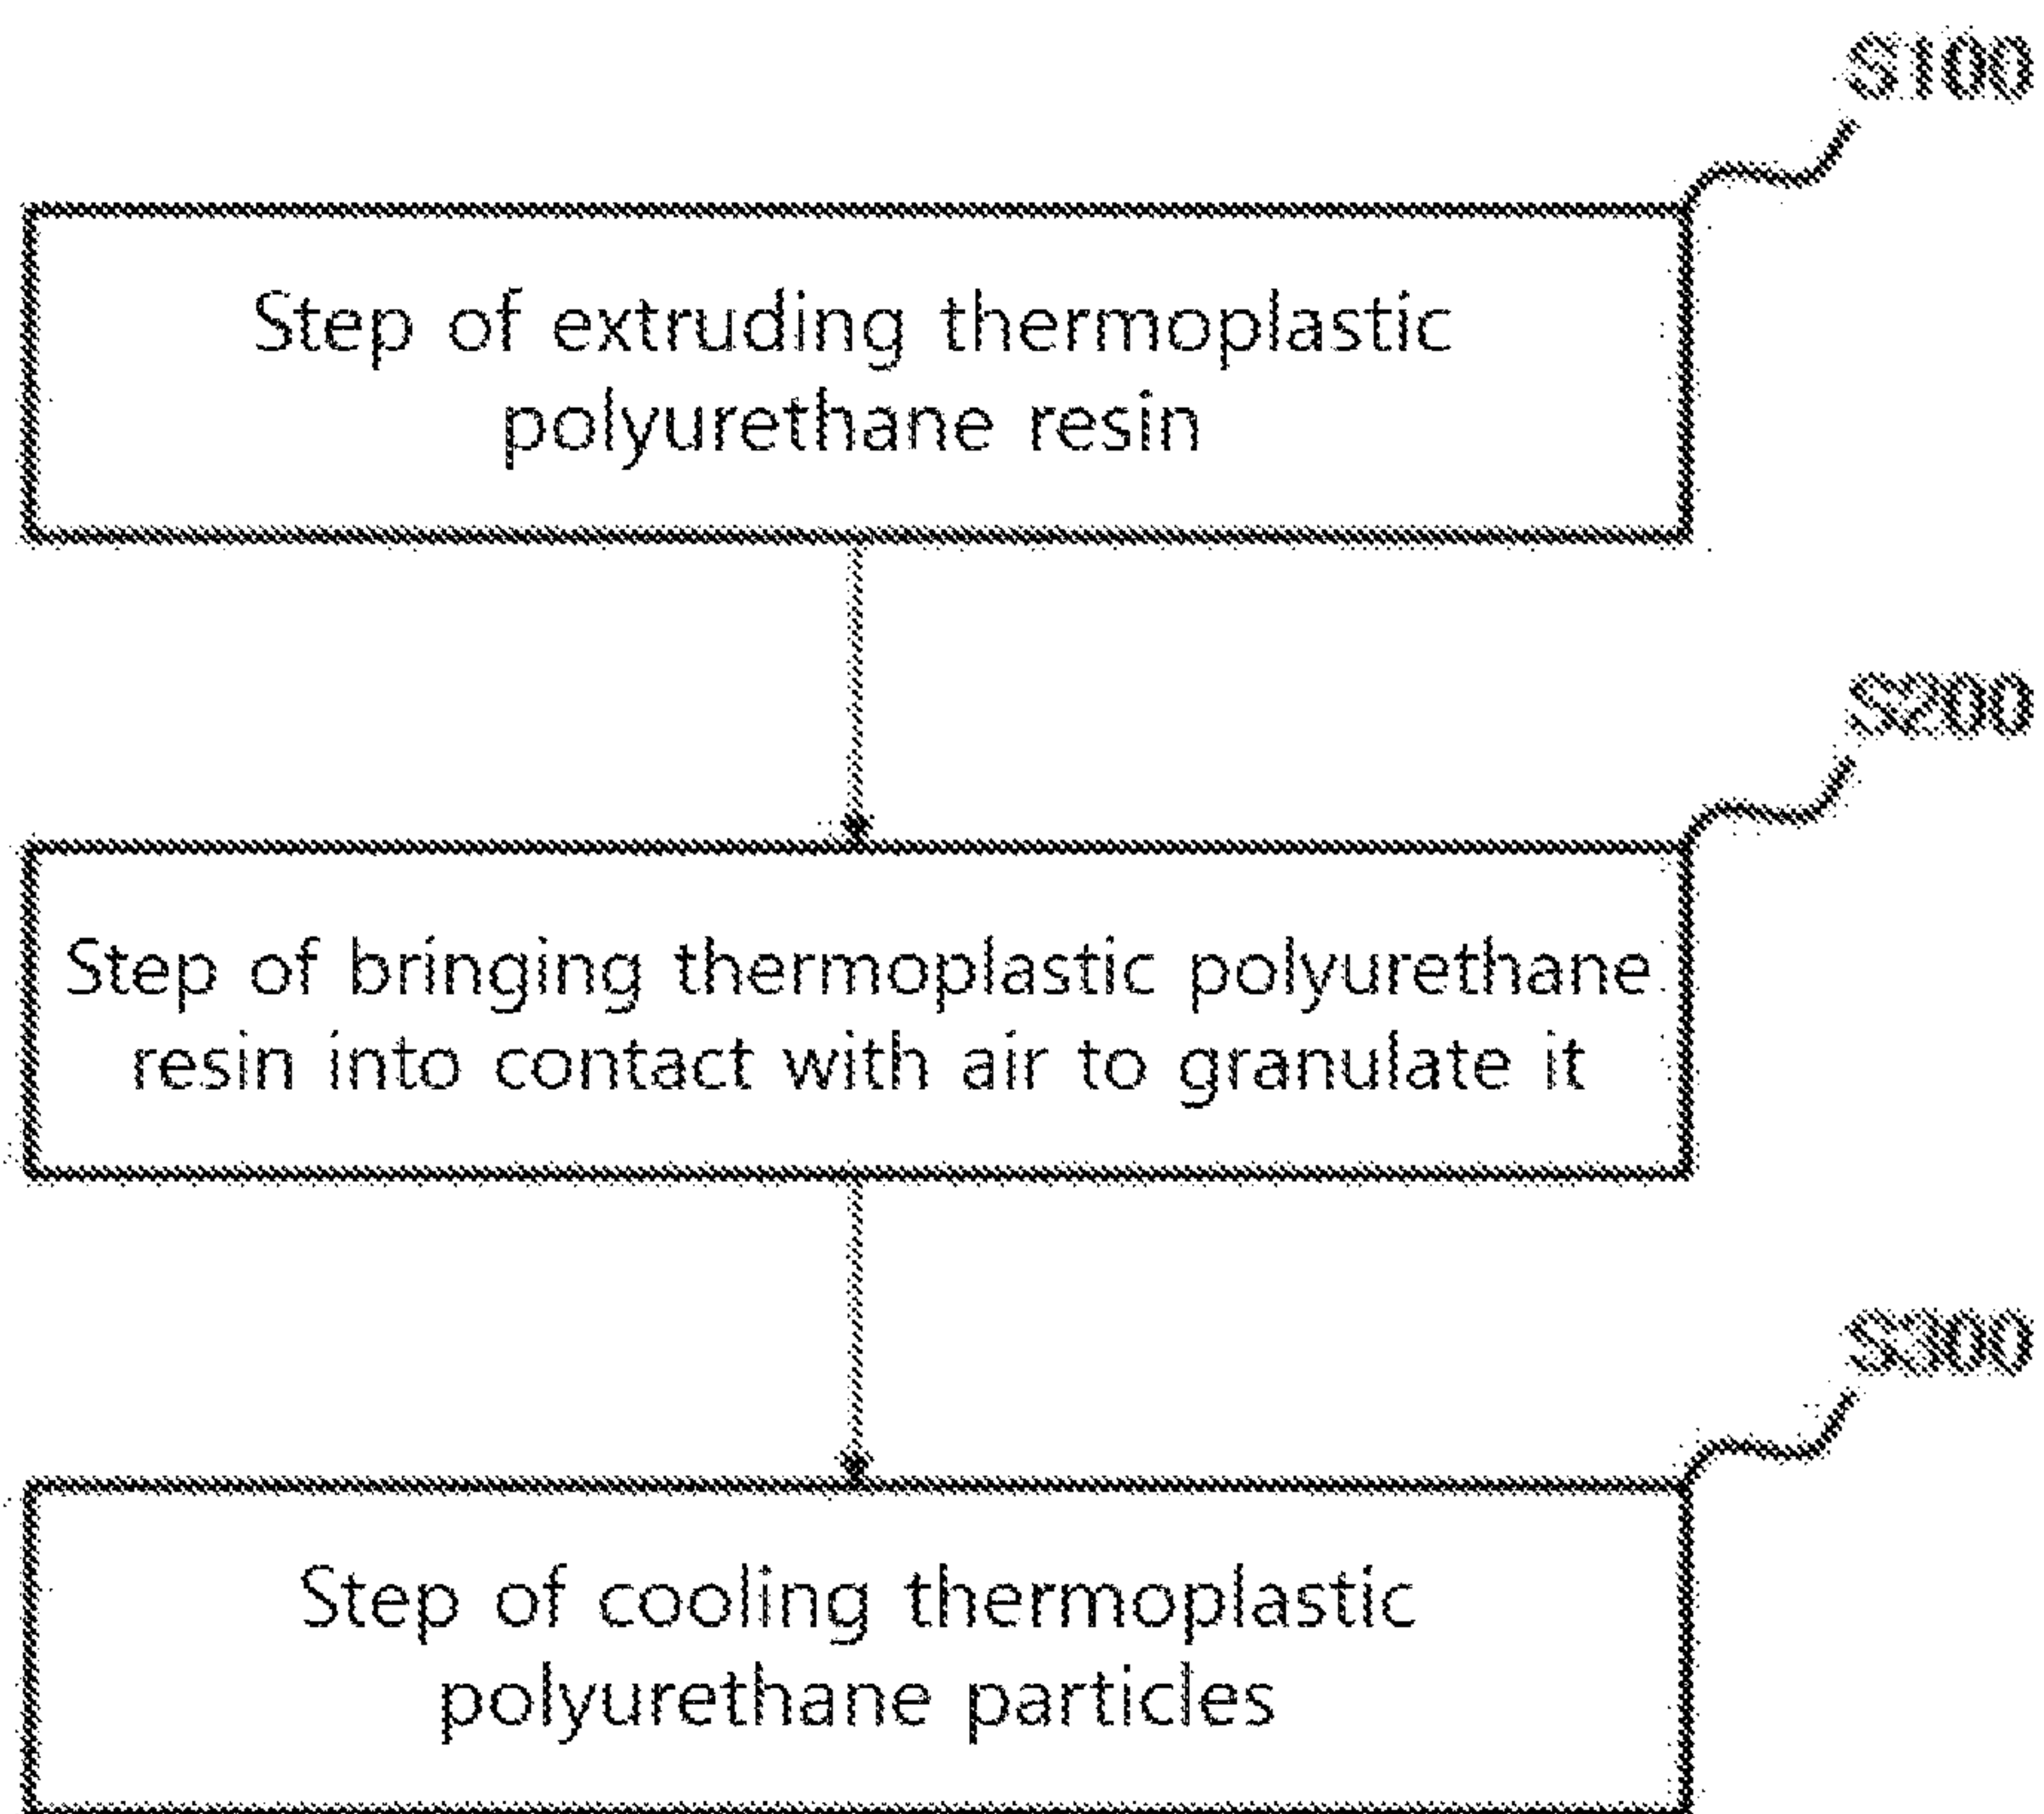 S100
Step of extruding thermoplastic
polyurethane resin
S200
Step of bringing thermoplastic polyurethane
resin into contact with air to granulate it
S300
Step of cooling thermoplastic
polyurethane particles